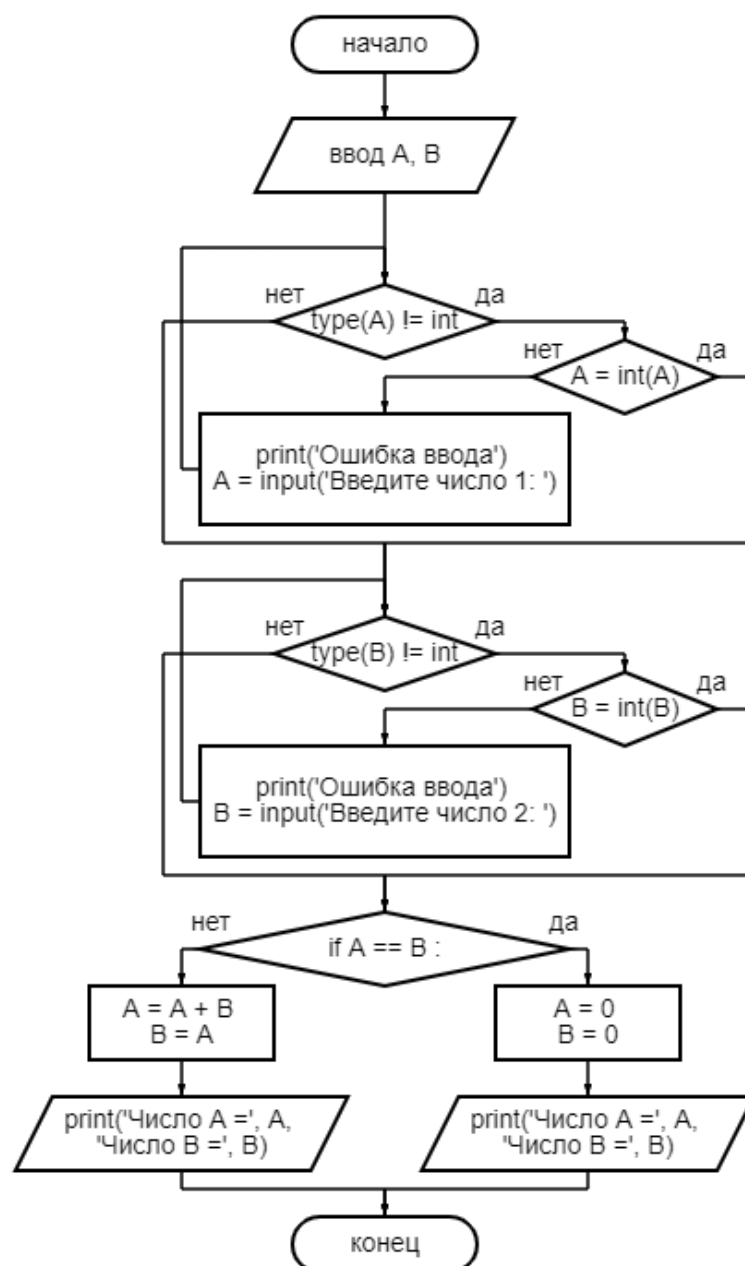 начало
ввод A, B
нет
да
type(A) != int
нет
да
A = int(A)
print('Ошибка ввода')
A = input('Введите число 1: ')
нет
да
type(B) != int
нет
да
B = int(B)
print('Ошибка ввода')
B = input('Введите число 2: ')
нет
да
if A == B :
A = A + B
B = A
A = 0
B = 0
print('Число A =', A,
'Число B =', B)
print('Число A =', A,
'Число B =', B)
конец